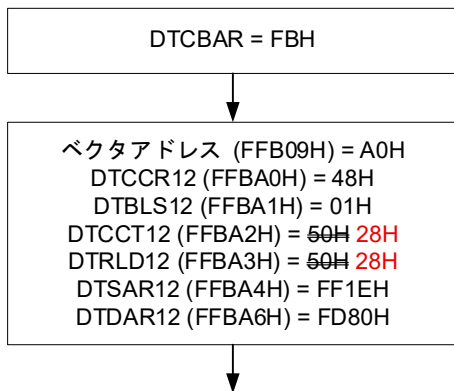 DTCBAR = FBH
ベクタアドレス (FFB09H) = A0H
DTCCR12 (FFBA0H) = 48H
DTBLS12 (FFBA1H) = 01H
DTCCT12 (FFBA2H) = 50H 28H
DTRLD12 (FFBA3H) = 50H 28H
DTSAR12 (FFBA4H) = FF1EH
DTDAR12 (FFBA6H) = FD80H